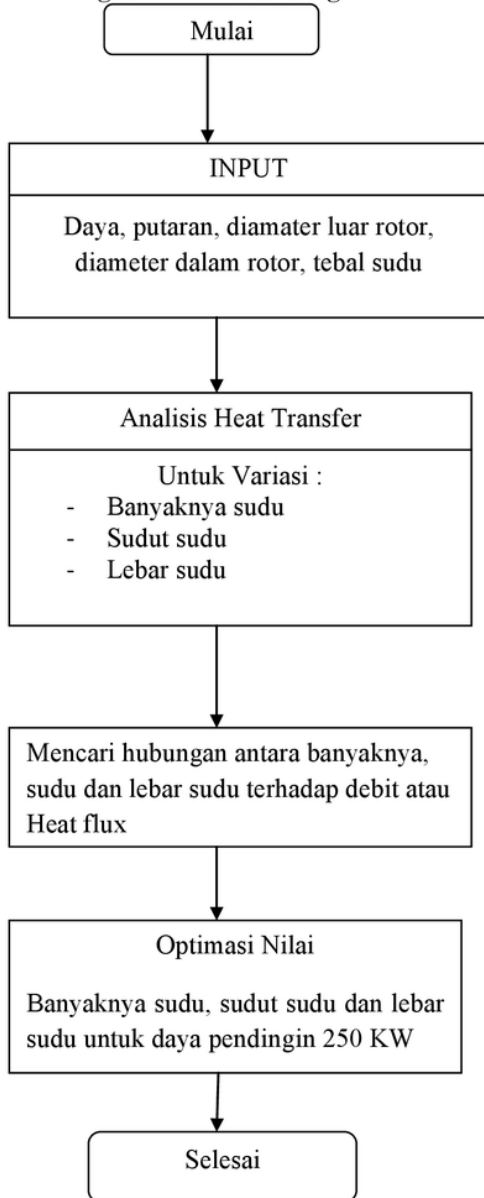 Mulai
INPUT
Daya, putaran, diamater luar rotor,
diameter dalam rotor, tebal sudu
Analisis Heat Transfer
Untuk Variasi :
- Banyaknya sudu
- Sudut sudu
- Lebar sudu
Mencari hubungan antara banyaknya,
sudu dan lebar sudu terhadap debit atau
Heat flux
Optimasi Nilai
Banyaknya sudu, sudut sudu dan lebar
sudu untuk daya pendingin 250 KW
Selesai